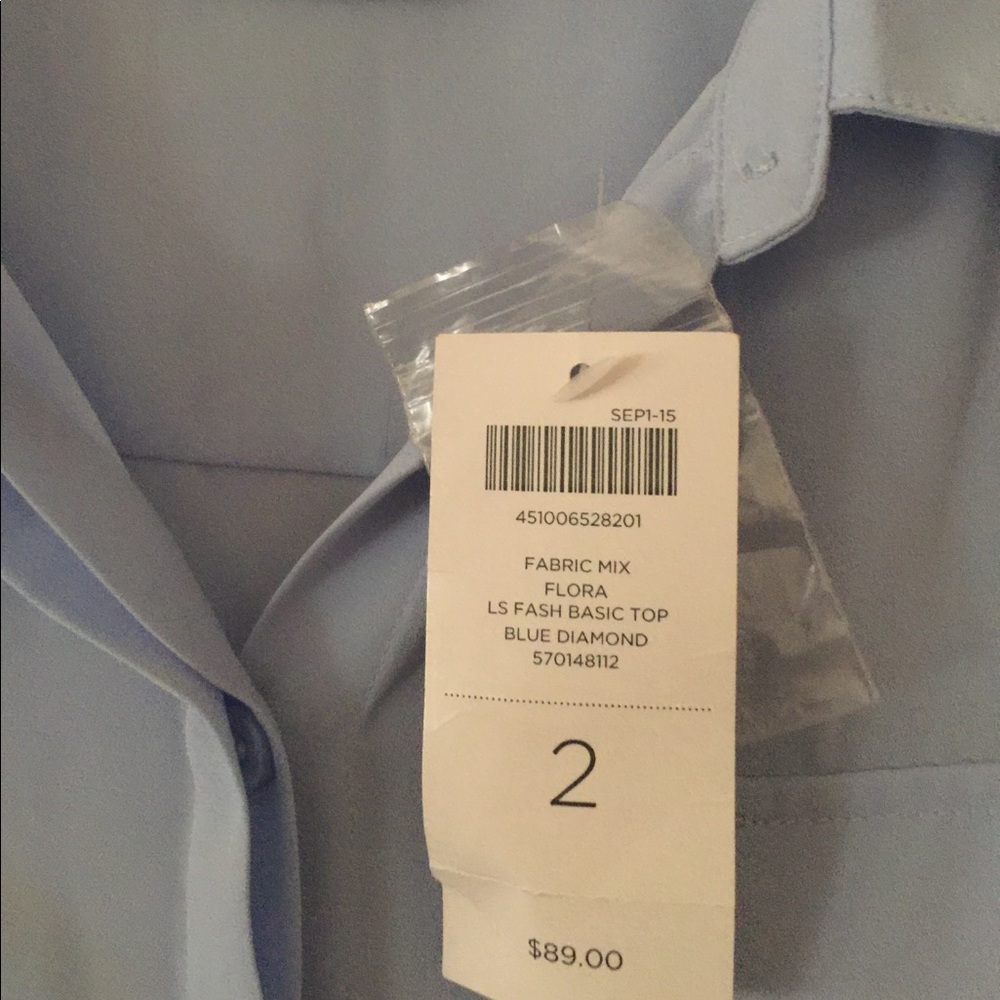 SEP1-15
451006528201
FABRIC MIX
FLORA
LS FASH BASIC TOP
BLUE DIAMOND
570148112
2
$89.00